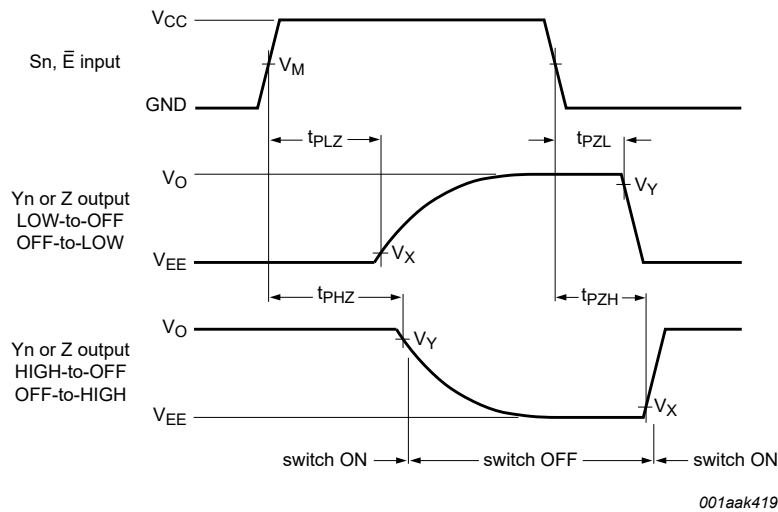 VCC
Sn, E̅ input
VM
GND
tPLZ
tPZL
VO
Yn or Z output
LOW-to-OFF
OFF-to-LOW
VY
VX
VEE
tPHZ
tPZH
VO
Yn or Z output
HIGH-to-OFF
OFF-to-HIGH
VY
VX
VEE
switch ON
switch OFF
switch ON
001aak419